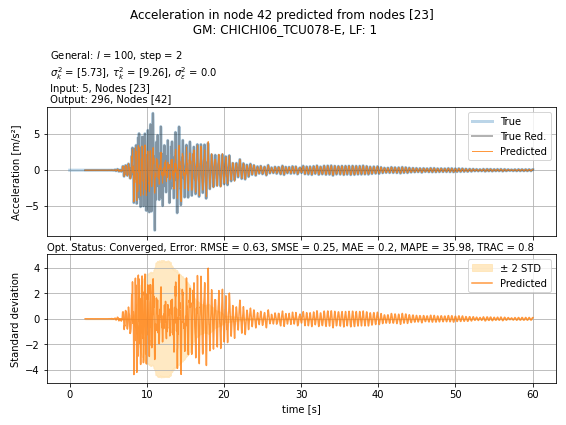 Acceleration in node 42 predicted from nodes [23]
GM: CHICHI06_TCU078-E, LF: 1
General: l = 100, step = 2
σ²ₖ = [5.73], τ²ₖ = [9.26], σ²ε = 0.0
Input: 5, Nodes [23]
Output: 296, Nodes [42]
Acceleration [m/s²]
5
0
−5
True
True Red.
Predicted
Opt. Status: Converged, Error: RMSE = 0.63, SMSE = 0.25, MAE = 0.2, MAPE = 35.98, TRAC = 0.8
Standard deviation
4
2
0
−2
−4
± 2 STD
Predicted
0 10 20 30 40 50 60
time [s]